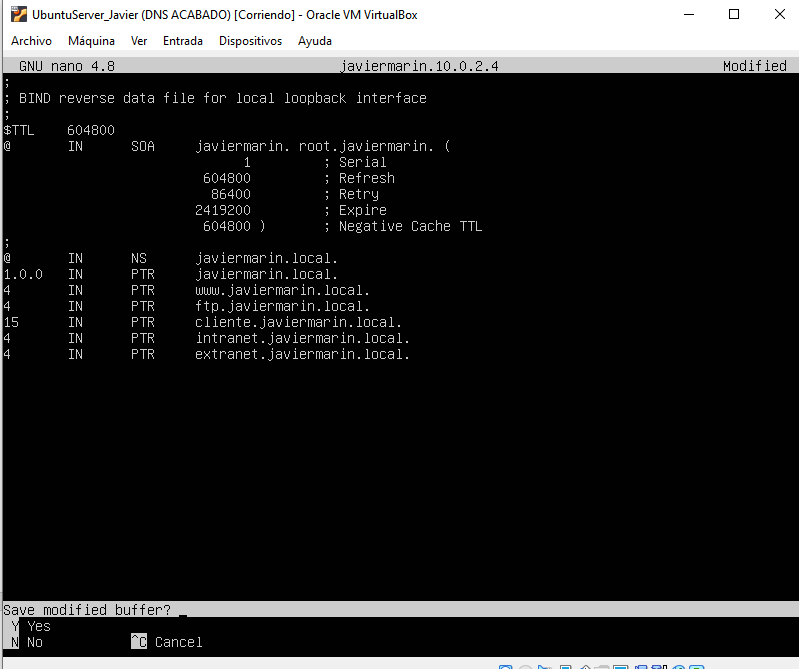 UbuntuServer_Javier (DNS ACABADO) [Corriendo] - Oracle VM VirtualBox
Archivo Máquina Ver Entrada Dispositivos Ayuda
GNU nano 4.8 javiermarin.10.0.2.4 Modified
;
; BIND reverse data file for local loopback interface
;
$TTL 604800
@ IN SOA javiermarin. root.javiermarin. (
1 ; Serial
604800 ; Refresh
86400 ; Retry
2419200 ; Expire
604800 ) ; Negative Cache TTL
;
@ IN NS javiermarin.local.
1.0.0 IN PTR javiermarin.local.
4 IN PTR www.javiermarin.local.
4 IN PTR ftp.javiermarin.local.
15 IN PTR cliente.javiermarin.local.
4 IN PTR intranet.javiermarin.local.
4 IN PTR extranet.javiermarin.local.
Save modified buffer?
Y Yes
N No ^C Cancel